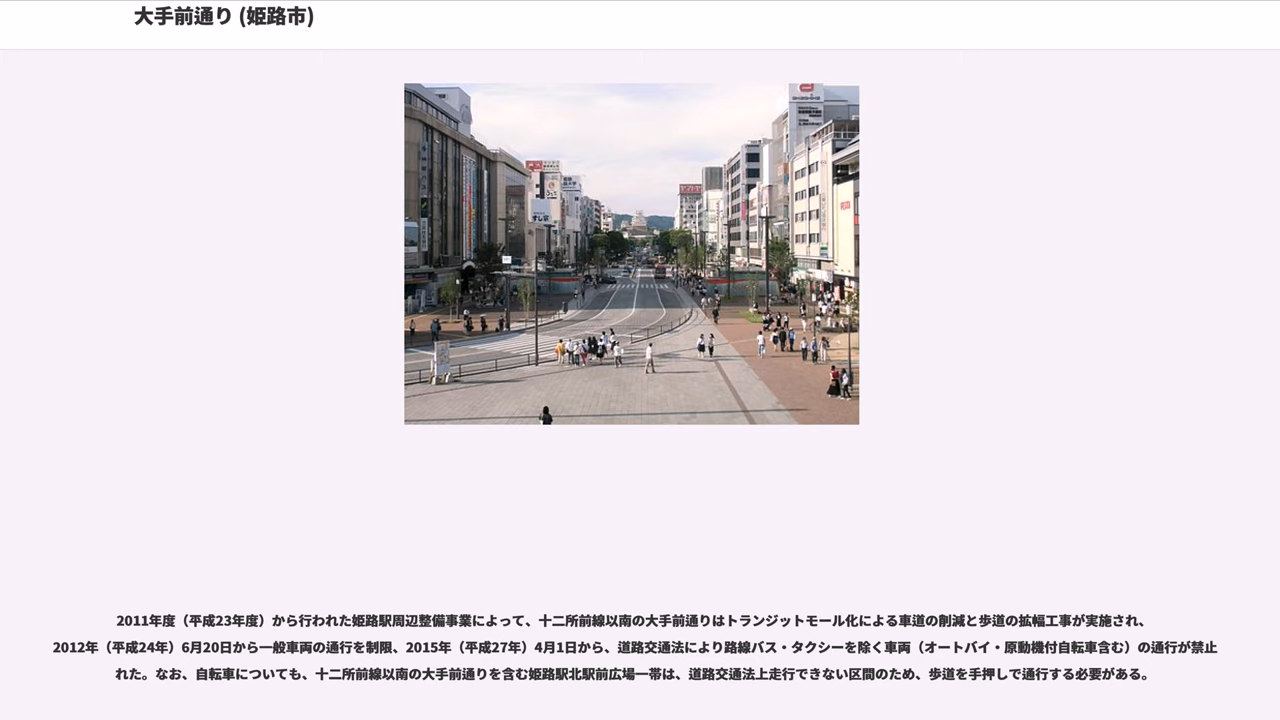 大手前通り (姫路市)
すし家
2011年度（平成23年度）から行われた姫路駅周辺整備事業によって、十二所前線以南の大手前通りはトランジットモール化による車道の削減と歩道の拡幅工事が実施され、
2012年（平成24年）6月20日から一般車両の通行を制限、2015年（平成27年）4月1日から、道路交通法により路線バス・タクシーを除く車両（オートバイ・原動機付自転車含む）の通行が禁止
れた。なお、自転車についても、十二所前線以南の大手前通りを含む姫路駅北駅前広場一帯は、道路交通法上走行できない区間のため、歩道を手押しで通行する必要がある。